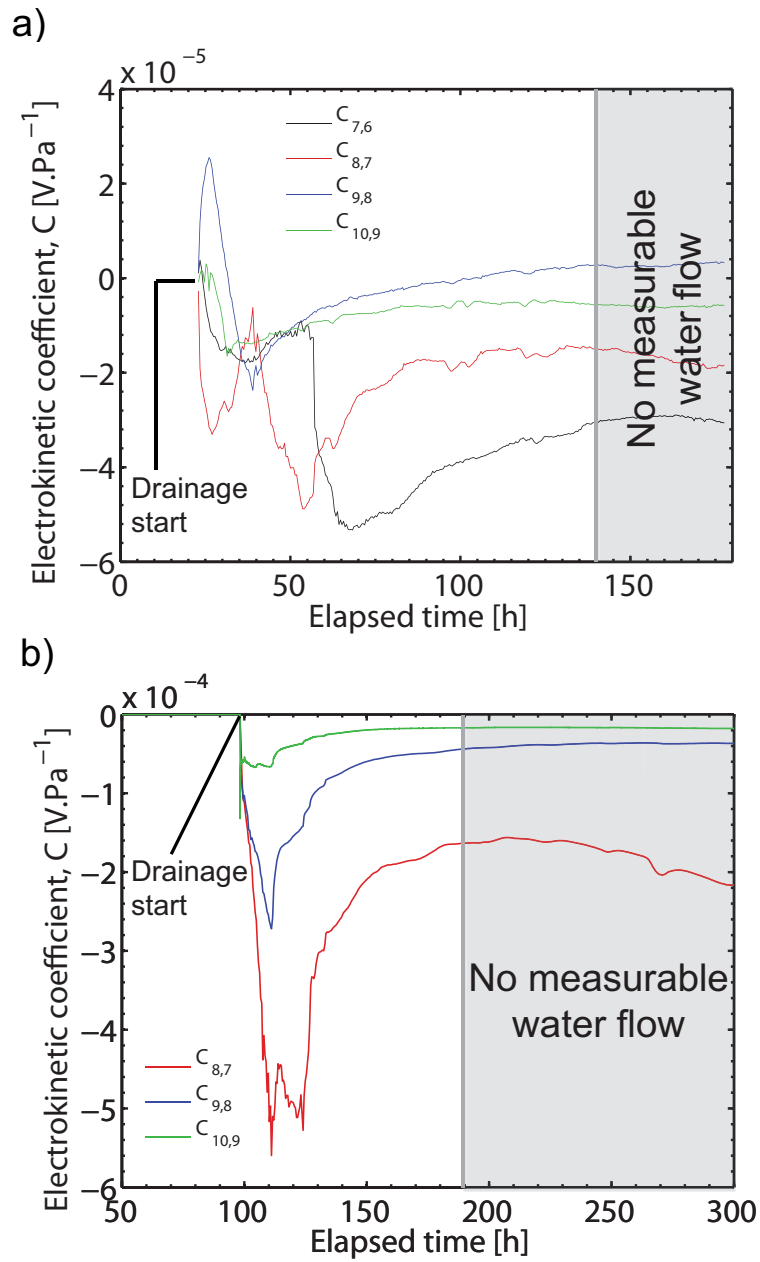 a)
x 10⁻⁵
Electrokinetic coefficient, C [V.Pa⁻¹]
4
2
0
−2
−4
−6
C₇,₆
C₈,₇
C₉,₈
C₁₀,₉
Drainage
start
No measurable
water flow
0 50 100 150
Elapsed time [h]
b)
x 10⁻⁴
Electrokinetic coefficient, C [V.Pa⁻¹]
0
−1
−2
−3
−4
−5
−6
Drainage
start
No measurable
water flow
C₈,₇
C₉,₈
C₁₀,₉
50 100 150 200 250 300
Elapsed time [h]